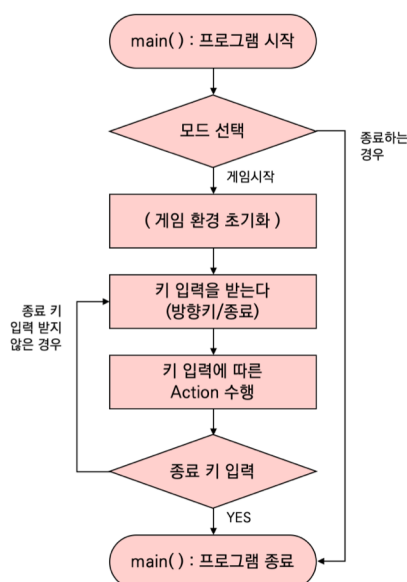 main( ) : 프로그램 시작
모드 선택
종료하는
경우
게임시작
( 게임 환경 초기화 )
키 입력을 받는다
(방향키/종료)
종료 키
입력 받지
않은 경우
키 입력에 따른
Action 수행
종료 키 입력
YES
main( ) : 프로그램 종료